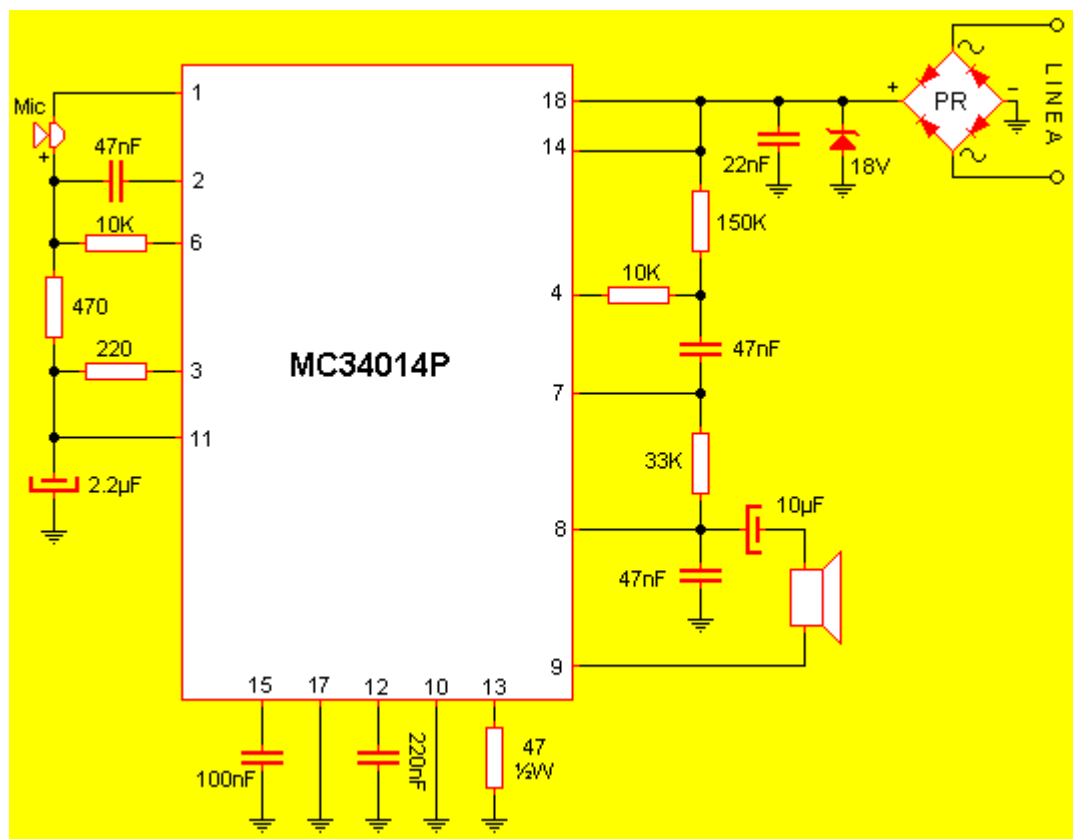 1
18
+
PR
-
LINEA
Mic
+
47nF
14
22nF
18V
2
10K
6
150K
10K
4
470
47nF
220
3
MC34014P
7
11
33K
2.2µF
10µF
8
47nF
9
15
17
12
10
13
100nF
220nF
47
½W